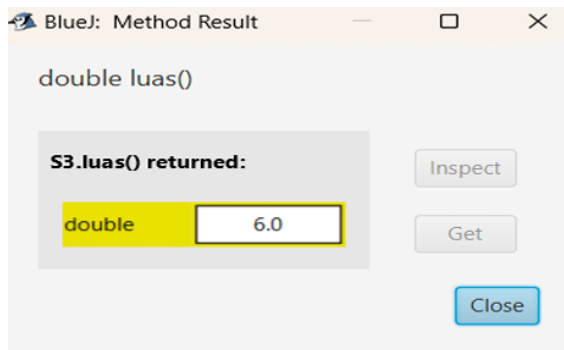 BlueJ: Method Result
double luas()
S3.luas() returned:
Inspect
double 6.0
Get
Close